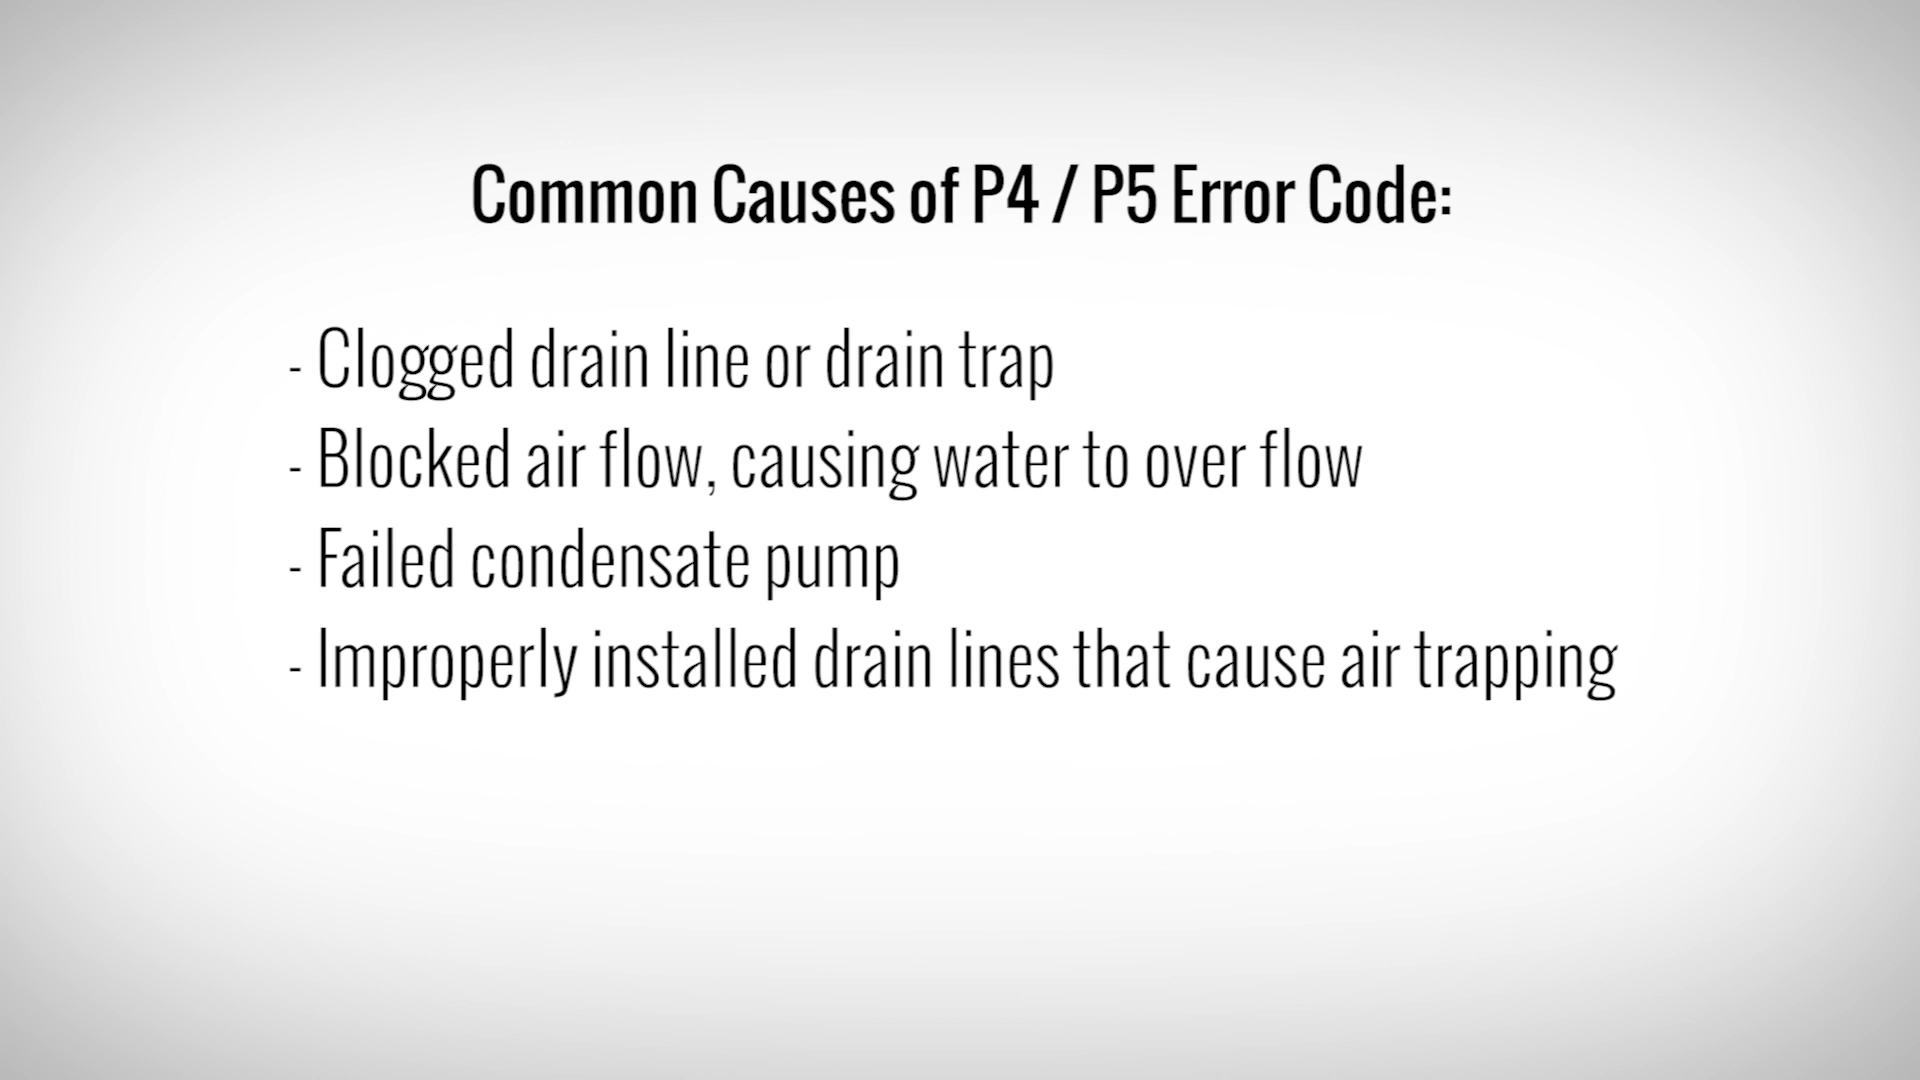 Common Causes of P4 / P5 Error Code:
- Clogged drain line or drain trap
- Blocked air flow, causing water to over flow
- Failed condensate pump
- Improperly installed drain lines that cause air trapping